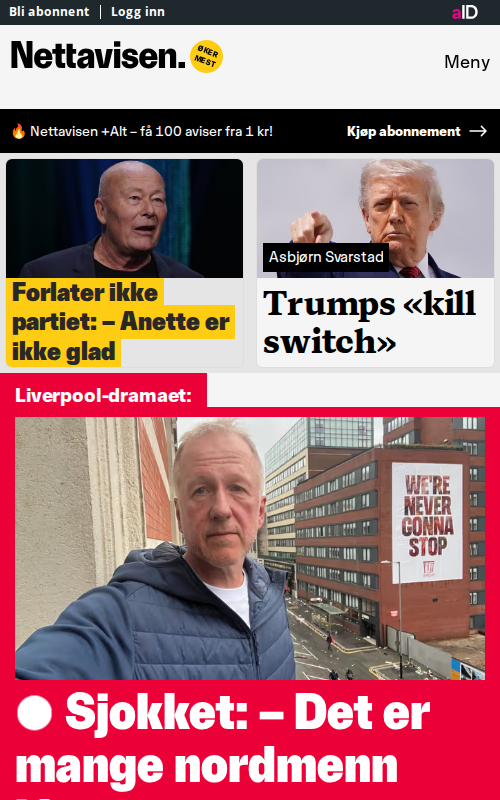 Bli abonnent
Logg inn
aID
Nettavisen.
ØKER
MEST
Meny
🔥 Nettavisen +Alt – få 100 aviser fra 1 kr!
Kjøp abonnement →
Forlater ikke
partiet: – Anette er
ikke glad
Asbjørn Svarstad
Trumps «kill
switch»
Liverpool-dramaet:
WE'RE
NEVER
GONNA
STOP
Sjokket: – Det er
mange nordmenn